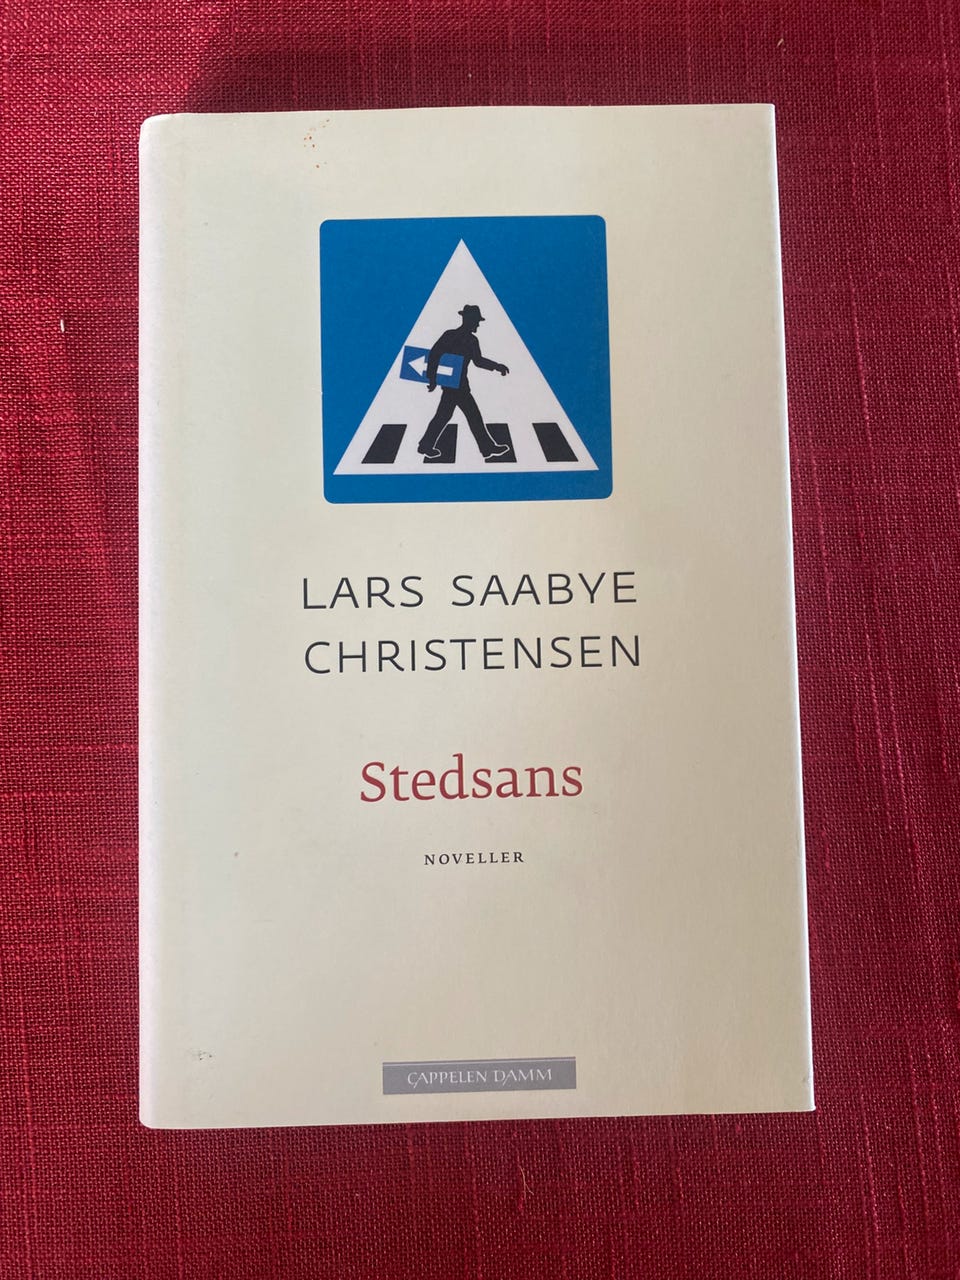 LARS SAABYE
CHRISTENSEN
Stedsans
NOVELLER
CAPPELEN DAMM